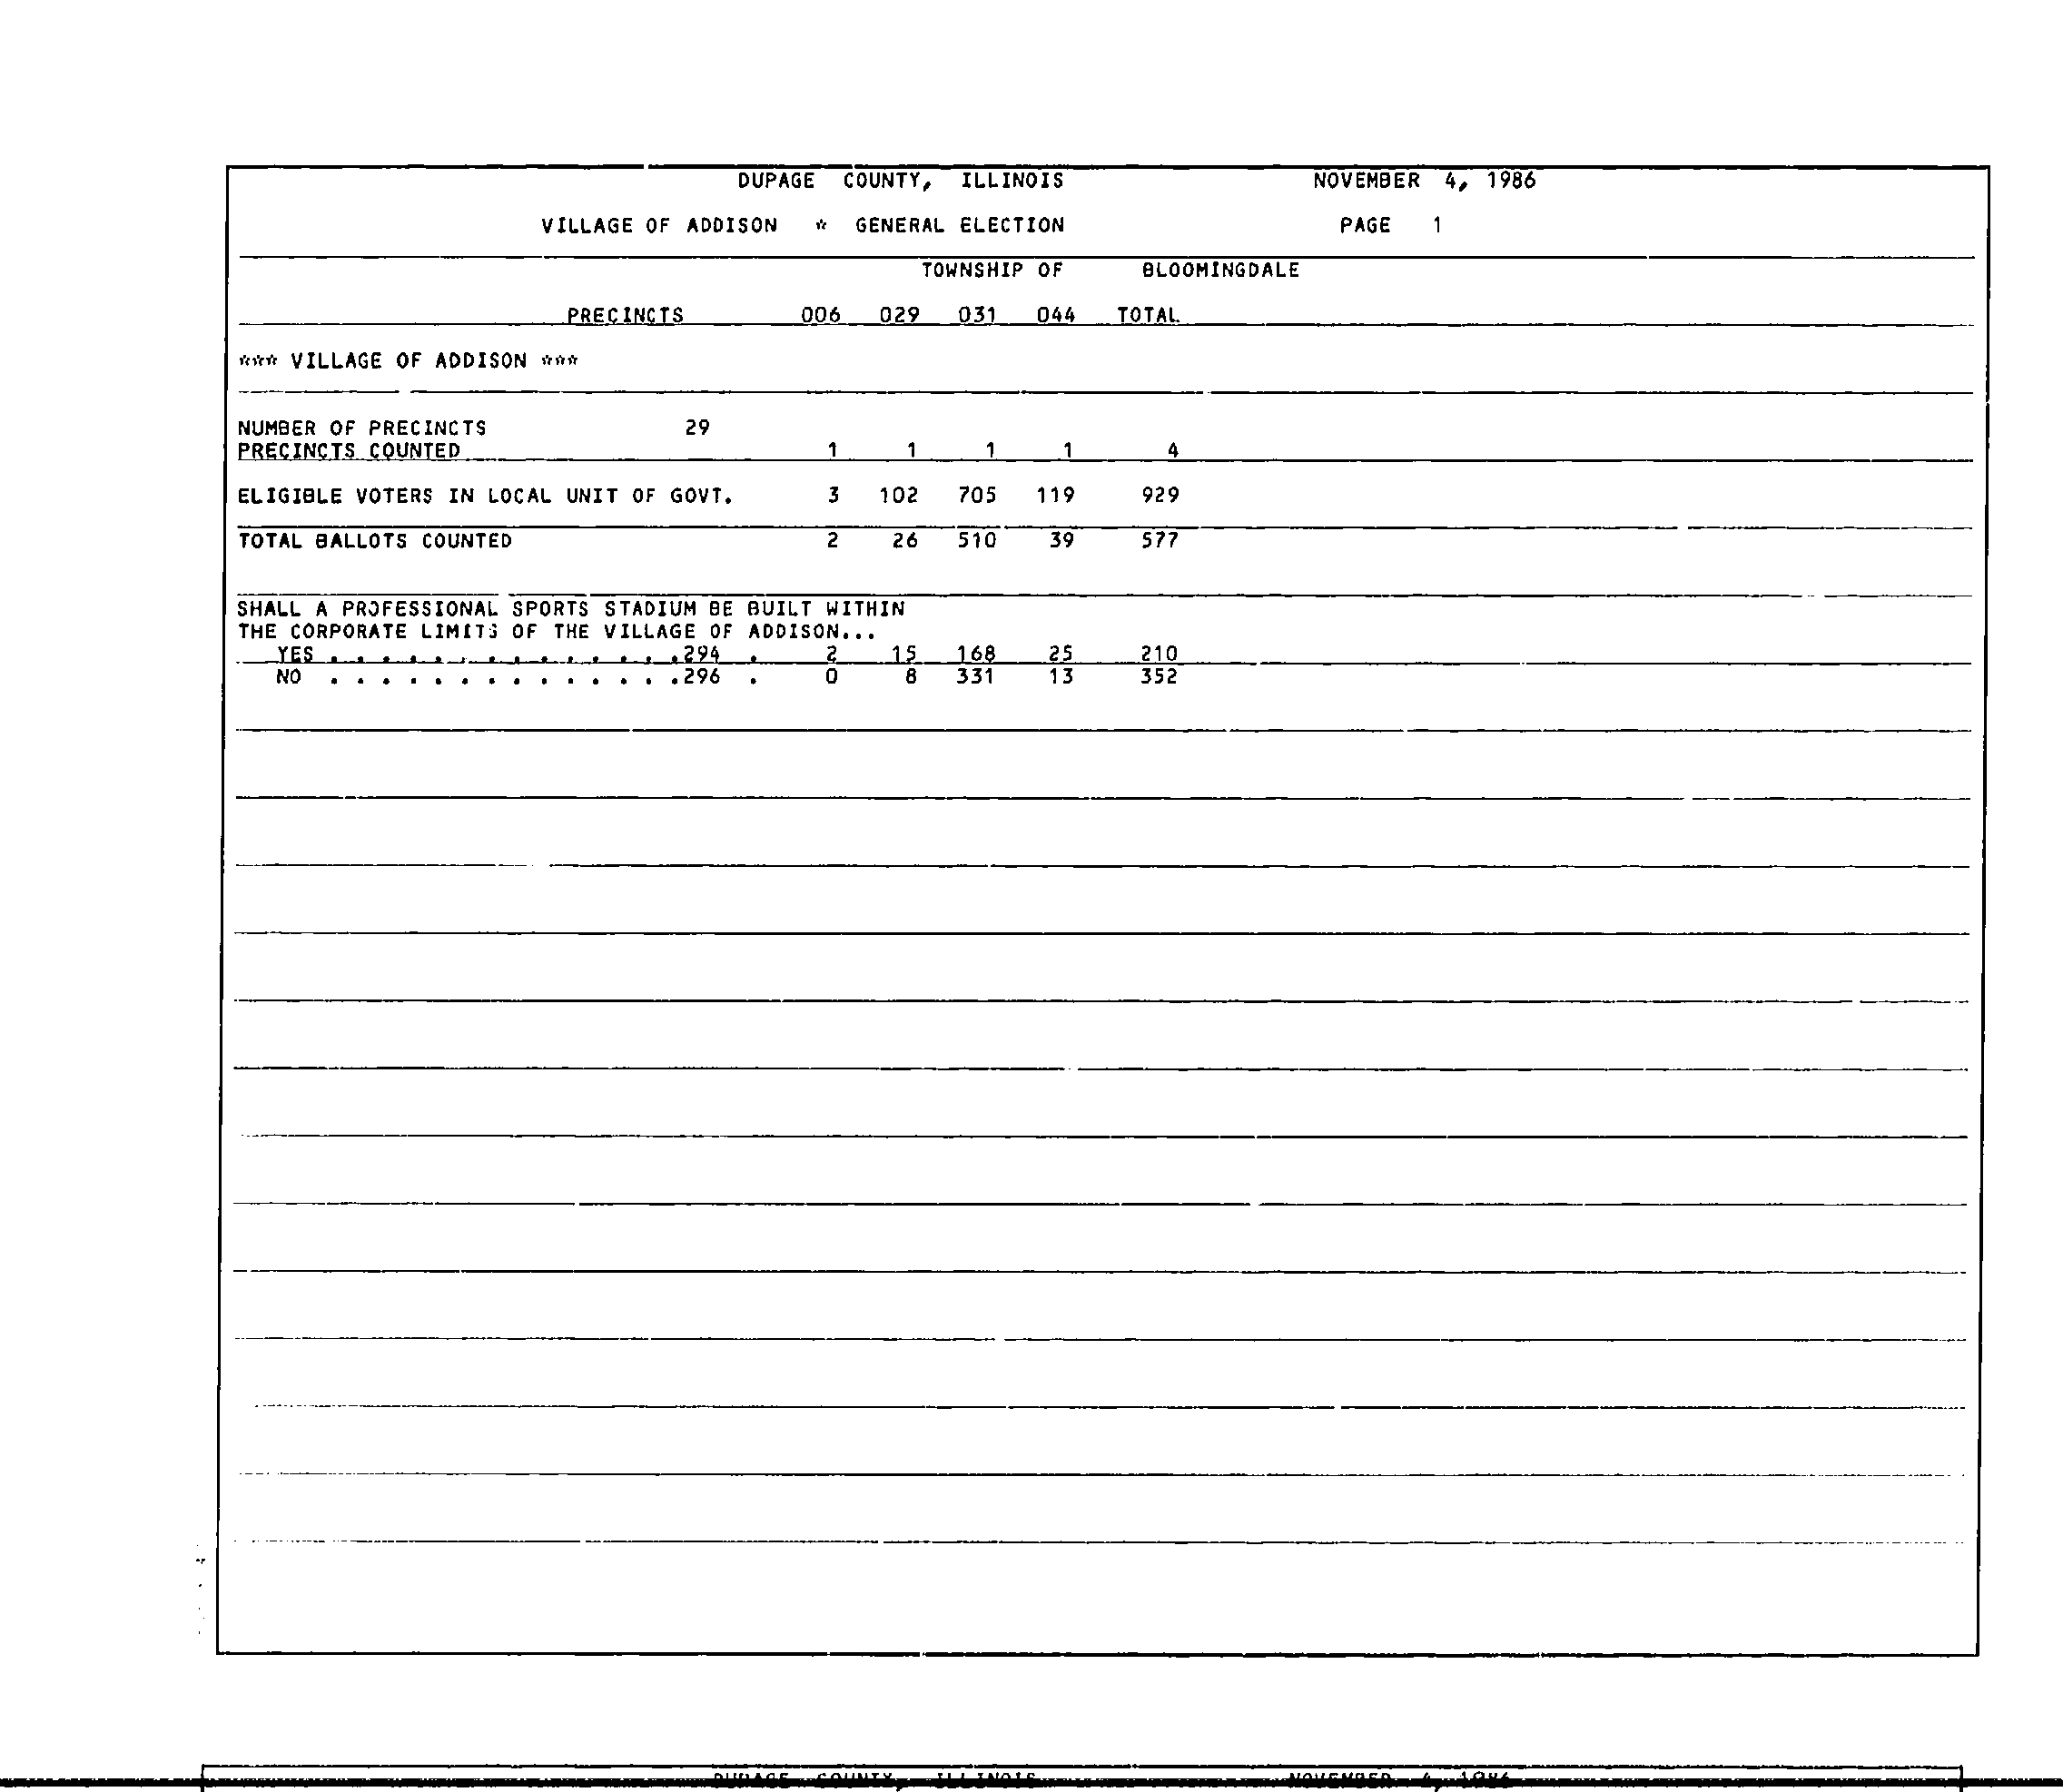 DUPAGE COUNTY, ILLINOIS NOVEMBER 4, 1986
VILLAGE OF ADDISON * GENERAL ELECTION PAGE 1
TOWNSHIP OF BLOOMINGDALE
PRECINCTS 006 029 031 044 TOTAL
*** VILLAGE OF ADDISON ***
NUMBER OF PRECINCTS 29
PRECINCTS COUNTED 1 1 1 1 4
ELIGIBLE VOTERS IN LOCAL UNIT OF GOVT. 3 102 705 119 929
TOTAL BALLOTS COUNTED 2 26 510 39 577
SHALL A PROFESSIONAL SPORTS STADIUM BE BUILT WITHIN
THE CORPORATE LIMITS OF THE VILLAGE OF ADDISON...
YES . . . . . . . . . . . . . .294 . 2 15 168 25 210
NO . . . . . . . . . . . . . .296 . 0 8 331 13 352
DUPAGE COUNTY, ILLINOIS NOVEMBER 4, 1986